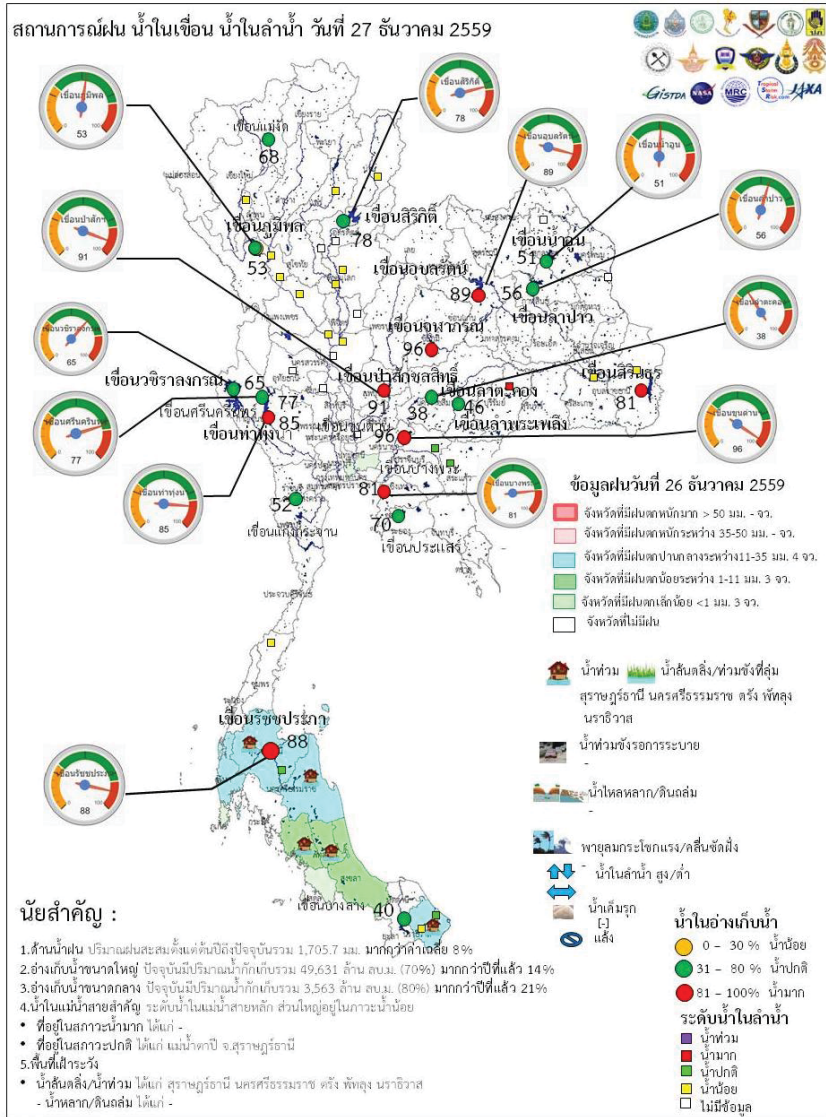 สถานการณ์ฝน น้ำในเขื่อน น้ำในลำน้ำ วันที่ 27 ธันวาคม 2559
GISTDA
NASA
MRC
Tropical Storm Risk.com
JAXA
เขื่อนภูมิพล
53
เขื่อนสิริกิติ์
78
เขื่อนอุบลรัตน์
89
เขื่อนน้ำอูน
51
เขื่อนลำปาว
56
เขื่อนป่าสักฯ
91
38
65
77
85
96
81
88
เขื่อนแม่งัด
68
เขื่อนสิริกิติ์
78
เขื่อนภูมิพล
53
เขื่อนน้ำอูน
51
เขื่อนอุบลรัตน์
89
56
เขื่อนลำปาว
เขื่อนจุฬาภรณ์
96
เขื่อนวชิราลงกรณ
65
เขื่อนป่าสักชลสิทธิ์
91
เขื่อนลำตะคอง
38
46
เขื่อนสิรินธร
81
77
เขื่อนศรีนครินทร์
85
เขื่อนท่าทุ่งนา
เขื่อนลำพระเพลิง
เขื่อนขุนด่านฯ
96
เขื่อนบางพระ
81
52
เขื่อนแก่งกระจาน
70
เขื่อนประแสร์
ประจวบคีรีขันธ์
ชุมพร
ระนอง
เขื่อนรัชชประภา
88
นครศรีธรรมราช
กระบี่
ภูเก็ต
สงขลา
เขื่อนบางลาง
40
ยะลา
ข้อมูลฝนวันที่ 26 ธันวาคม 2559
จังหวัดที่มีฝนตกหนักมาก > 50 มม. - จว.
จังหวัดที่มีฝนตกหนักระหว่าง 35-50 มม. - จว.
จังหวัดที่มีฝนตกปานกลางระหว่าง11-35 มม. 4 จว.
จังหวัดที่มีฝนตกน้อยระหว่าง 1-11 มม. 3 จว.
จังหวัดที่มีฝนตกเล็กน้อย <1 มม. 3 จว.
จังหวัดที่ไม่มีฝน
น้ำท่วม น้ำล้นตลิ่ง/ท่วมขังที่ลุ่ม
สุราษฎร์ธานี นครศรีธรรมราช ตรัง พัทลุง
นราธิวาส
น้ำท่วมขังรอการระบาย
-
น้ำไหลหลาก/ดินถล่ม
-
พายุลมกระโชกแรง/คลื่นซัดฝั่ง
-
น้ำในลำน้ำ สูง/ต่ำ
น้ำเค็มรุก
[-]
แล้ง
น้ำในอ่างเก็บน้ำ
0 – 30 % น้ำน้อย
31 – 80 % น้ำปกติ
81 – 100% น้ำมาก
ระดับน้ำในลำน้ำ
น้ำท่วม
น้ำมาก
น้ำปกติ
น้ำน้อย
ไม่มีข้อมูล
นัยสำคัญ :
1.ด้านน้ำฝน ปริมาณฝนสะสมตั้งแต่ต้นปีถึงปัจจุบันรวม 1,705.7 มม. มากกว่าค่าเฉลี่ย 8%
2.อ่างเก็บน้ำขนาดใหญ่ ปัจจุบันมีปริมาณน้ำกักเก็บรวม 49,631 ล้าน ลบ.ม. (70%) มากกว่าปีที่แล้ว 14%
3.อ่างเก็บน้ำขนาดกลาง ปัจจุบันมีปริมาณน้ำกักเก็บรวม 3,563 ล้าน ลบ.ม. (80%) มากกว่าปีที่แล้ว 21%
4.น้ำในแม่น้ำสายสำคัญ ระดับน้ำในแม่น้ำสายหลัก ส่วนใหญ่อยู่ในภาวะน้ำน้อย
• ที่อยู่ในสภาวะน้ำมาก ได้แก่ -
• ที่อยู่ในสภาวะปกติ ได้แก่ แม่น้ำตาปี จ.สุราษฎร์ธานี
5.พื้นที่เฝ้าระวัง
• น้ำล้นตลิ่ง/น้ำท่วม ได้แก่ สุราษฎร์ธานี นครศรีธรรมราช ตรัง พัทลุง นราธิวาส
- น้ำหลาก/ดินถล่ม ได้แก่ -